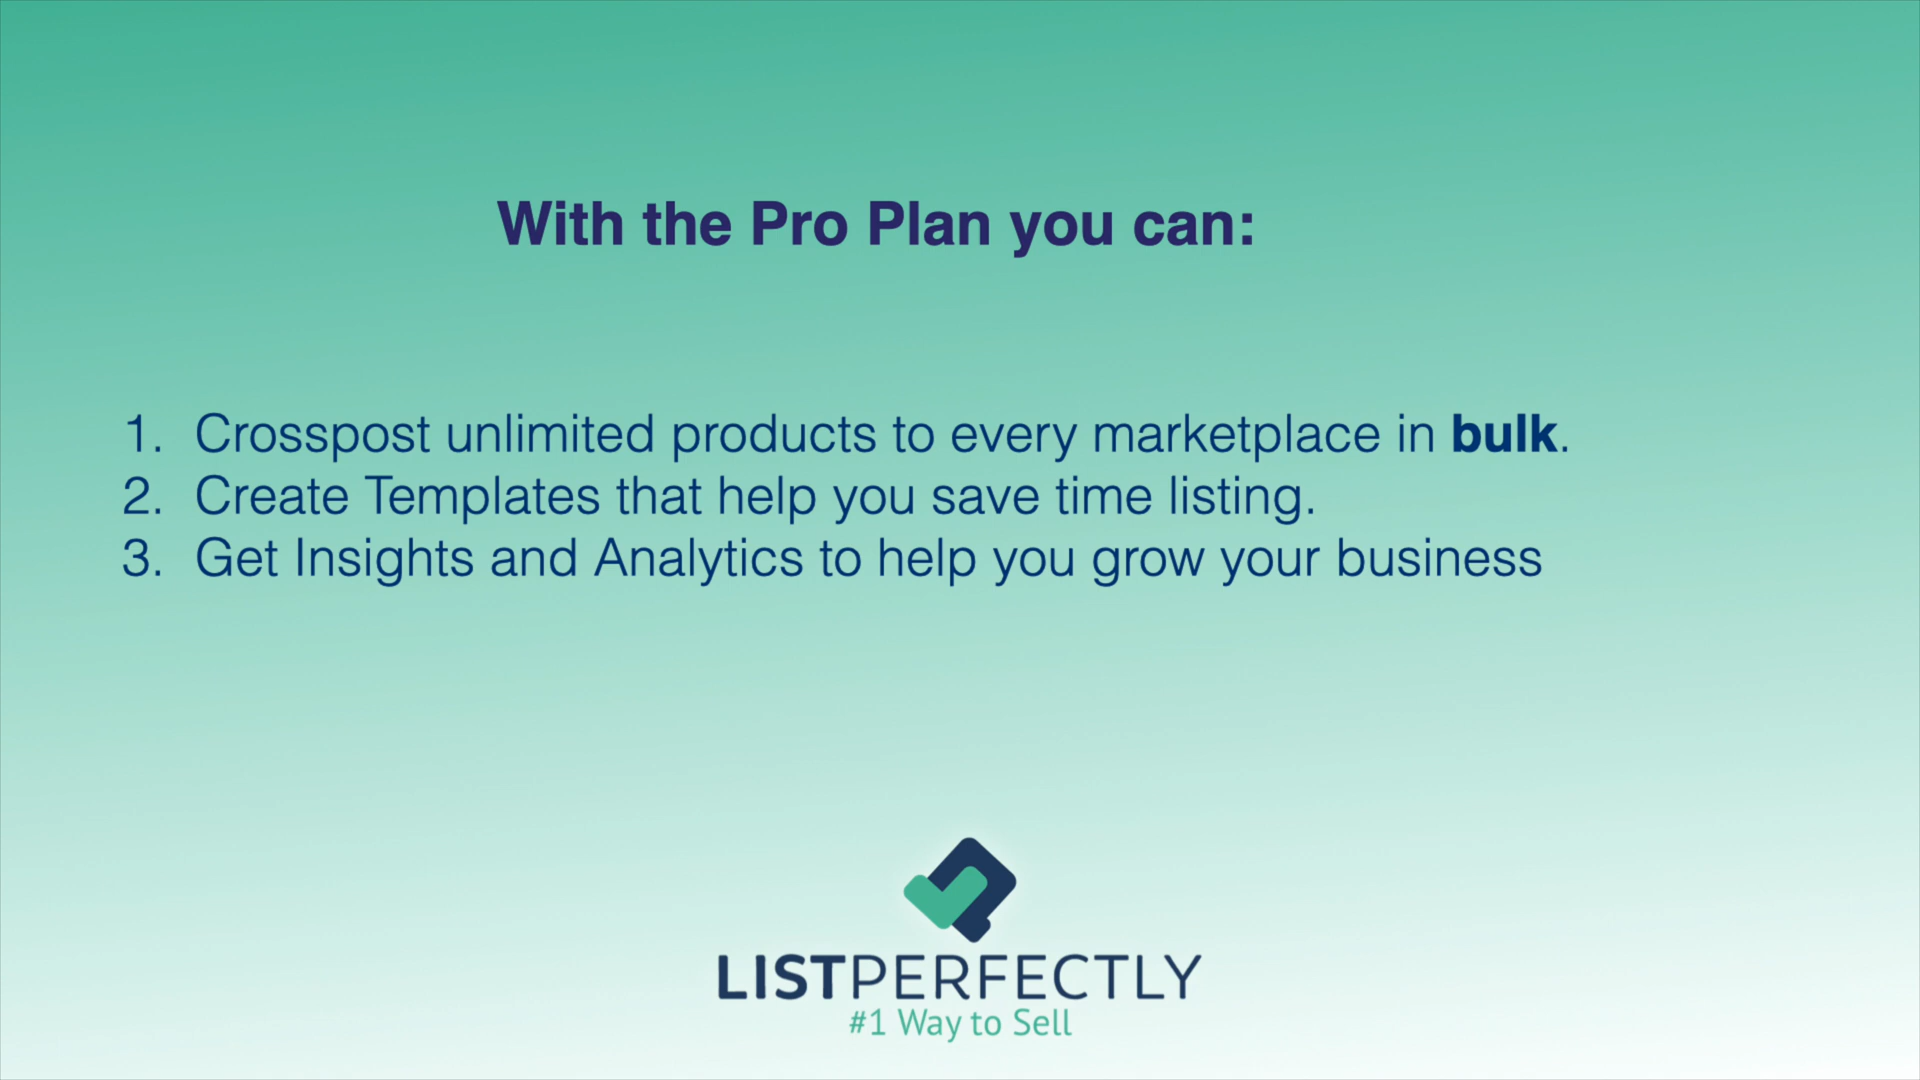 With the Pro Plan you can:
1. Crosspost unlimited products to every marketplace in bulk.
2. Create Templates that help you save time listing.
3. Get Insights and Analytics to help you grow your business
LISTPERFECTLY
#1 Way to Sell